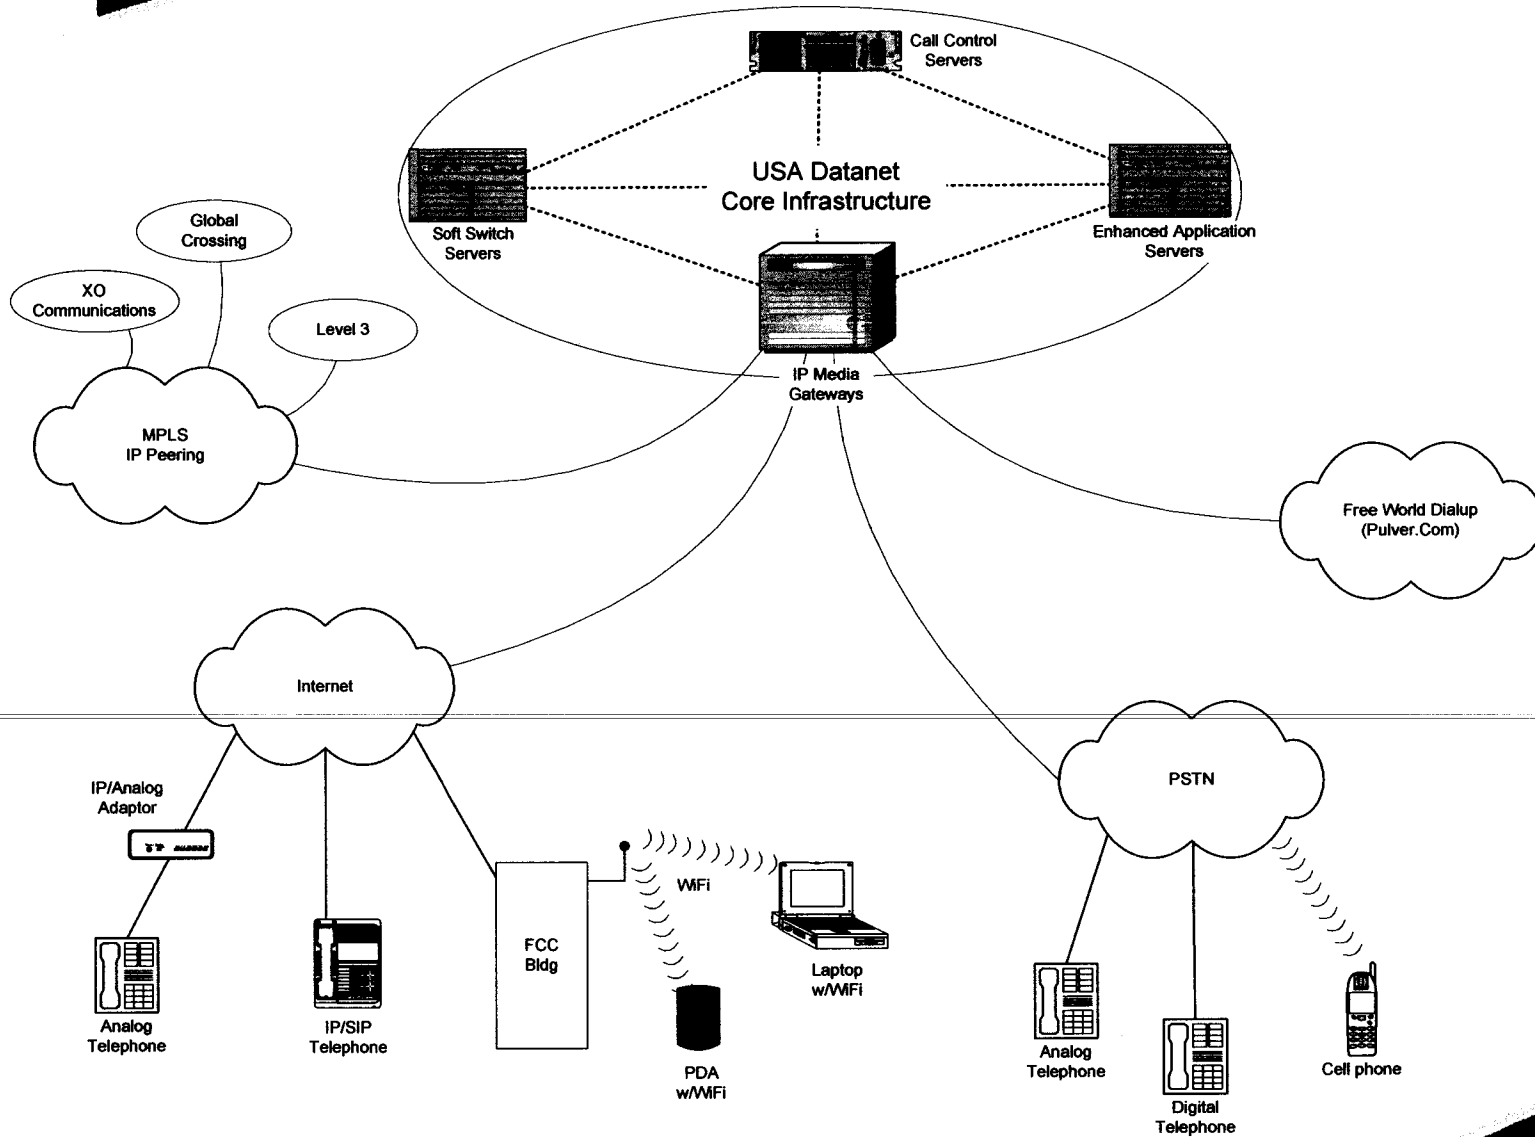 Call Control
Servers
USA Datanet
Core Infrastructure
Soft Switch
Servers
Enhanced Application
Servers
Global
Crossing
XO
Communications
Level 3
IP Media
Gateways
MPLS
IP Peering
Free World Dialup
(Pulver.Com)
Internet
PSTN
IP/Analog
Adaptor
WiFi
FCC
Bldg
Laptop
w/WiFi
Analog
Telephone
IP/SIP
Telephone
PDA
w/WiFi
Analog
Telephone
Cell phone
Digital
Telephone